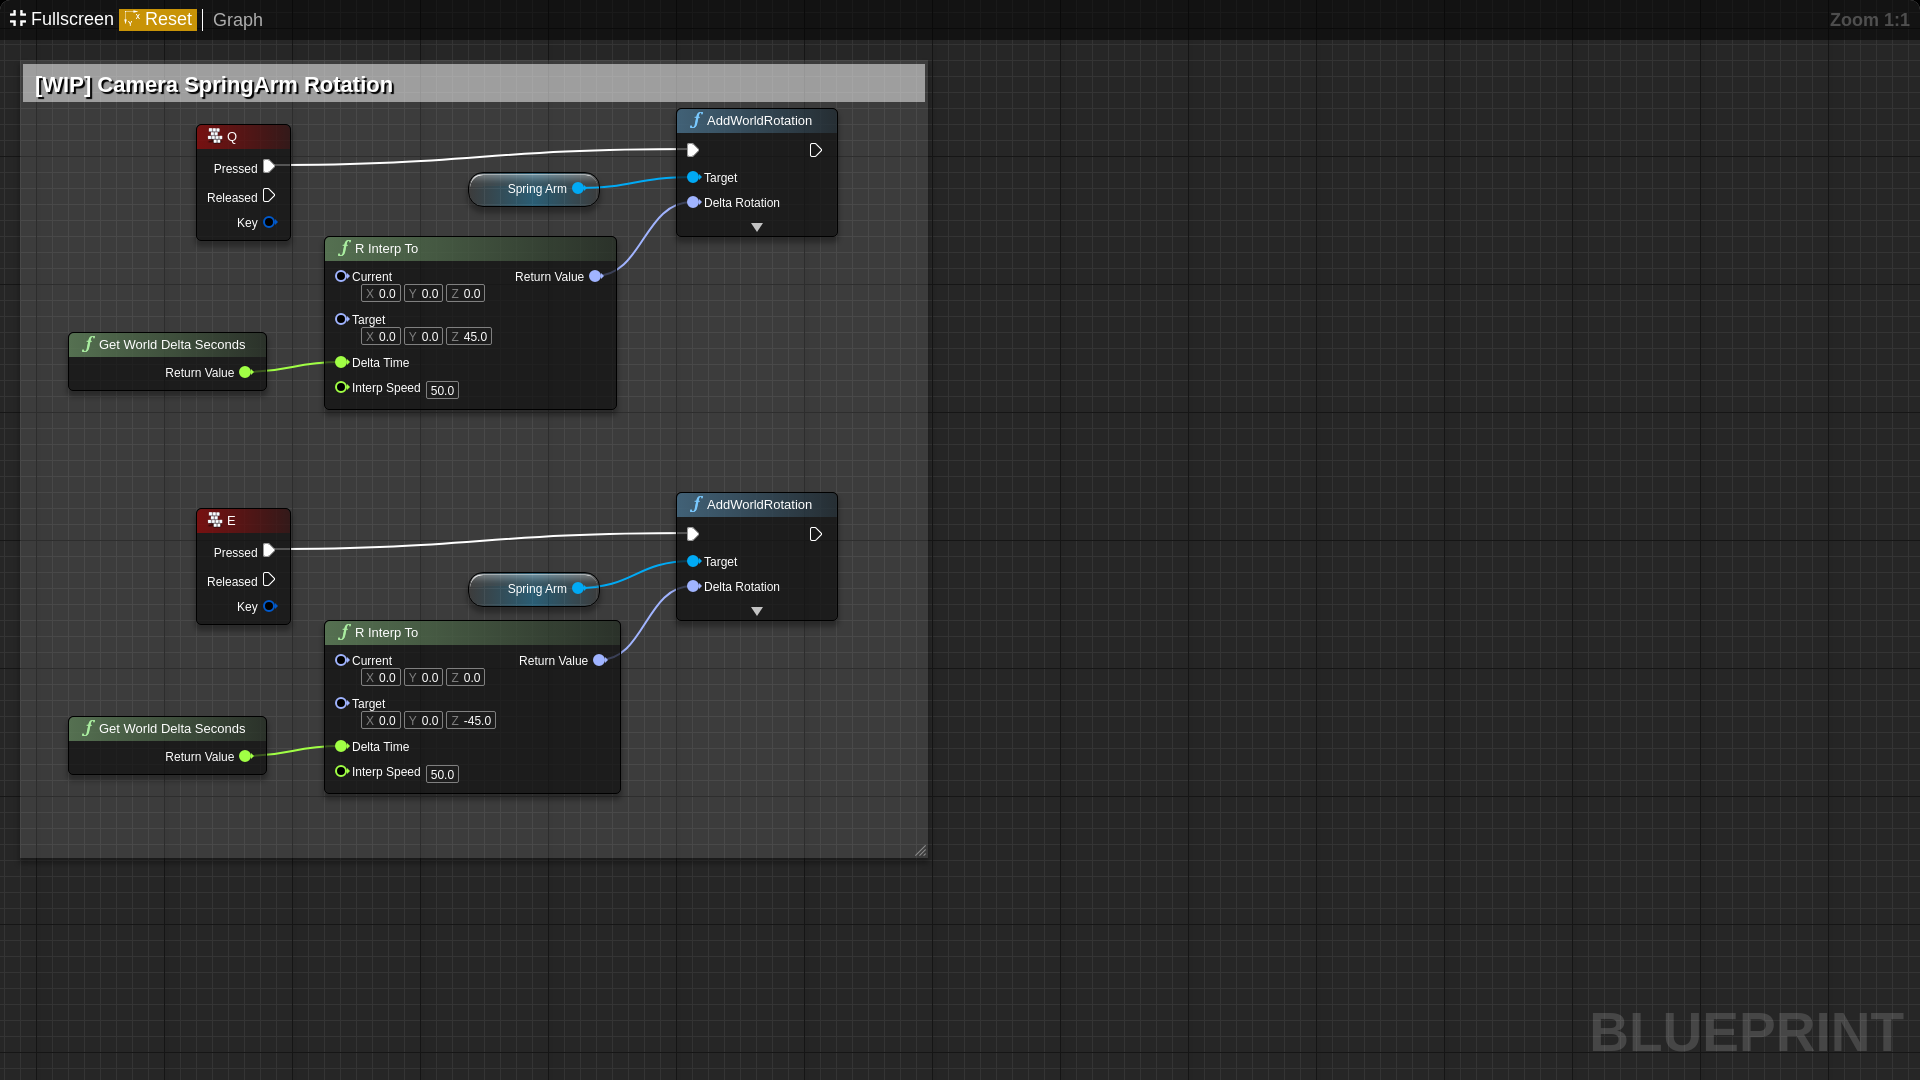 Fullscreen Reset Graph Zoom 1:1
[WIP] Camera SpringArm Rotation
Q
Pressed
Released
Key
Spring Arm
AddWorldRotation
Target
Delta Rotation
R Interp To
Current Return Value
X 0.0 Y 0.0 Z 0.0
Target
X 0.0 Y 0.0 Z 45.0
Delta Time
Interp Speed 50.0
Get World Delta Seconds
Return Value
E
Pressed
Released
Key
Spring Arm
AddWorldRotation
Target
Delta Rotation
R Interp To
Current Return Value
X 0.0 Y 0.0 Z 0.0
Target
X 0.0 Y 0.0 Z -45.0
Delta Time
Interp Speed 50.0
Get World Delta Seconds
Return Value
BLUEPRINT